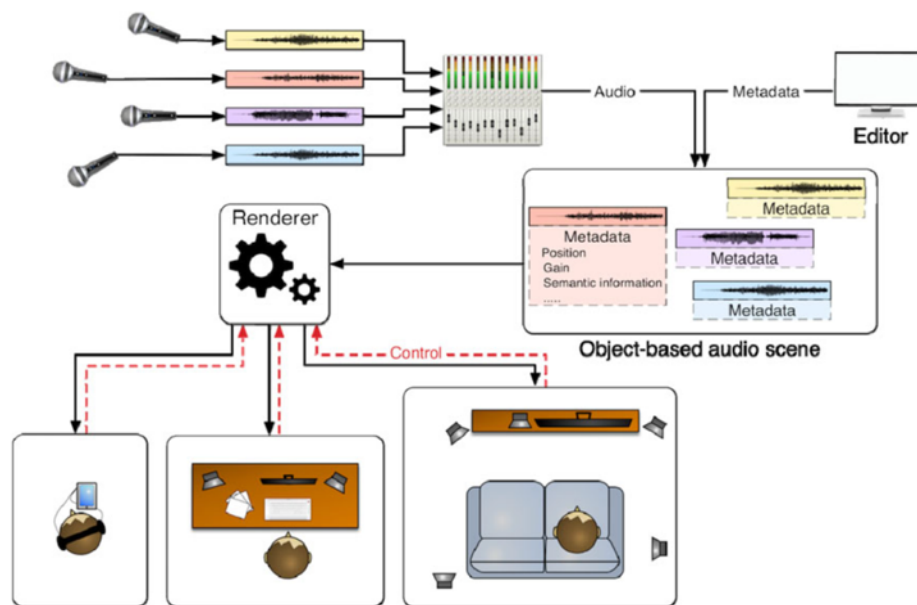 Audio
Metadata
Editor
Metadata
Metadata
Position
Gain
Semantic information
.....
Metadata
Metadata
Object-based audio scene
Renderer
Control